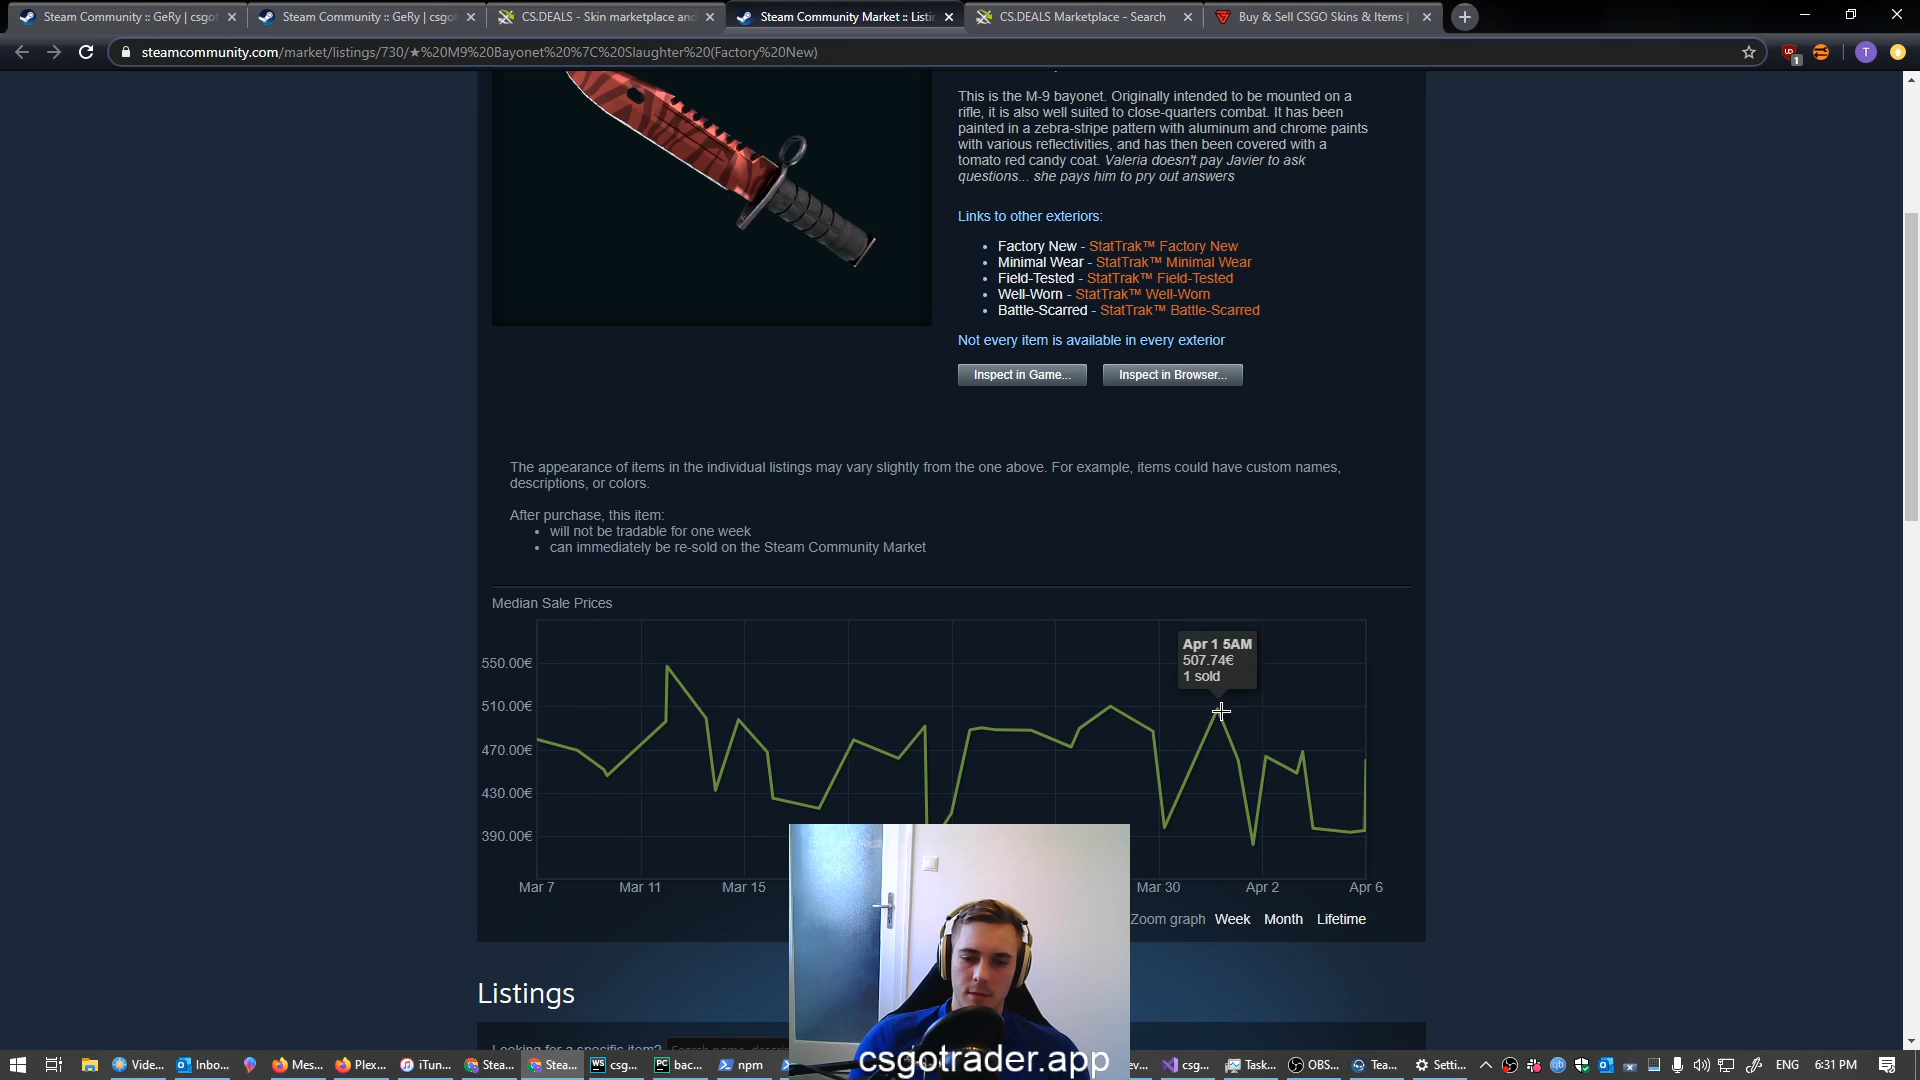 Steam Community :: GeRy | csgot
Steam Community :: GeRy | csgot
CS.DEALS - Skin marketplace and
Steam Community Market :: Listin
CS.DEALS Marketplace - Search
Buy & Sell CSGO Skins & Items |
steamcommunity.com/market/listings/730/★%20M9%20Bayonet%20%7C%20Slaughter%20(Factory%20New)
1
T
This is the M-9 bayonet. Originally intended to be mounted on a
rifle, it is also well suited to close-quarters combat. It has been
painted in a zebra-stripe pattern with aluminum and chrome paints
with various reflectivities, and has then been covered with a
tomato red candy coat. Valeria doesn't pay Javier to ask
questions... she pays him to pry out answers
Links to other exteriors:
Factory New - StatTrak™ Factory New
Minimal Wear - StatTrak™ Minimal Wear
Field-Tested - StatTrak™ Field-Tested
Well-Worn - StatTrak™ Well-Worn
Battle-Scarred - StatTrak™ Battle-Scarred
Not every item is available in every exterior
Inspect in Game...
Inspect in Browser...
The appearance of items in the individual listings may vary slightly from the one above. For example, items could have custom names,
descriptions, or colors.
After purchase, this item:
will not be tradable for one week
can immediately be re-sold on the Steam Community Market
Median Sale Prices
Apr 1 5AM
507.74€
1 sold
550.00€
510.00€
470.00€
430.00€
390.00€
Mar 7
Mar 11
Mar 15
Mar 30
Apr 2
Apr 6
Zoom graph Week Month Lifetime
Listings
Looking for a specific item?
csgotrader.app
Vide...
Inbo...
Mes...
Plex...
iTun...
Stea...
Stea...
csg...
bac...
npm
ev...
csg...
Task...
OBS...
Tea...
Setti...
ENG
6:31 PM